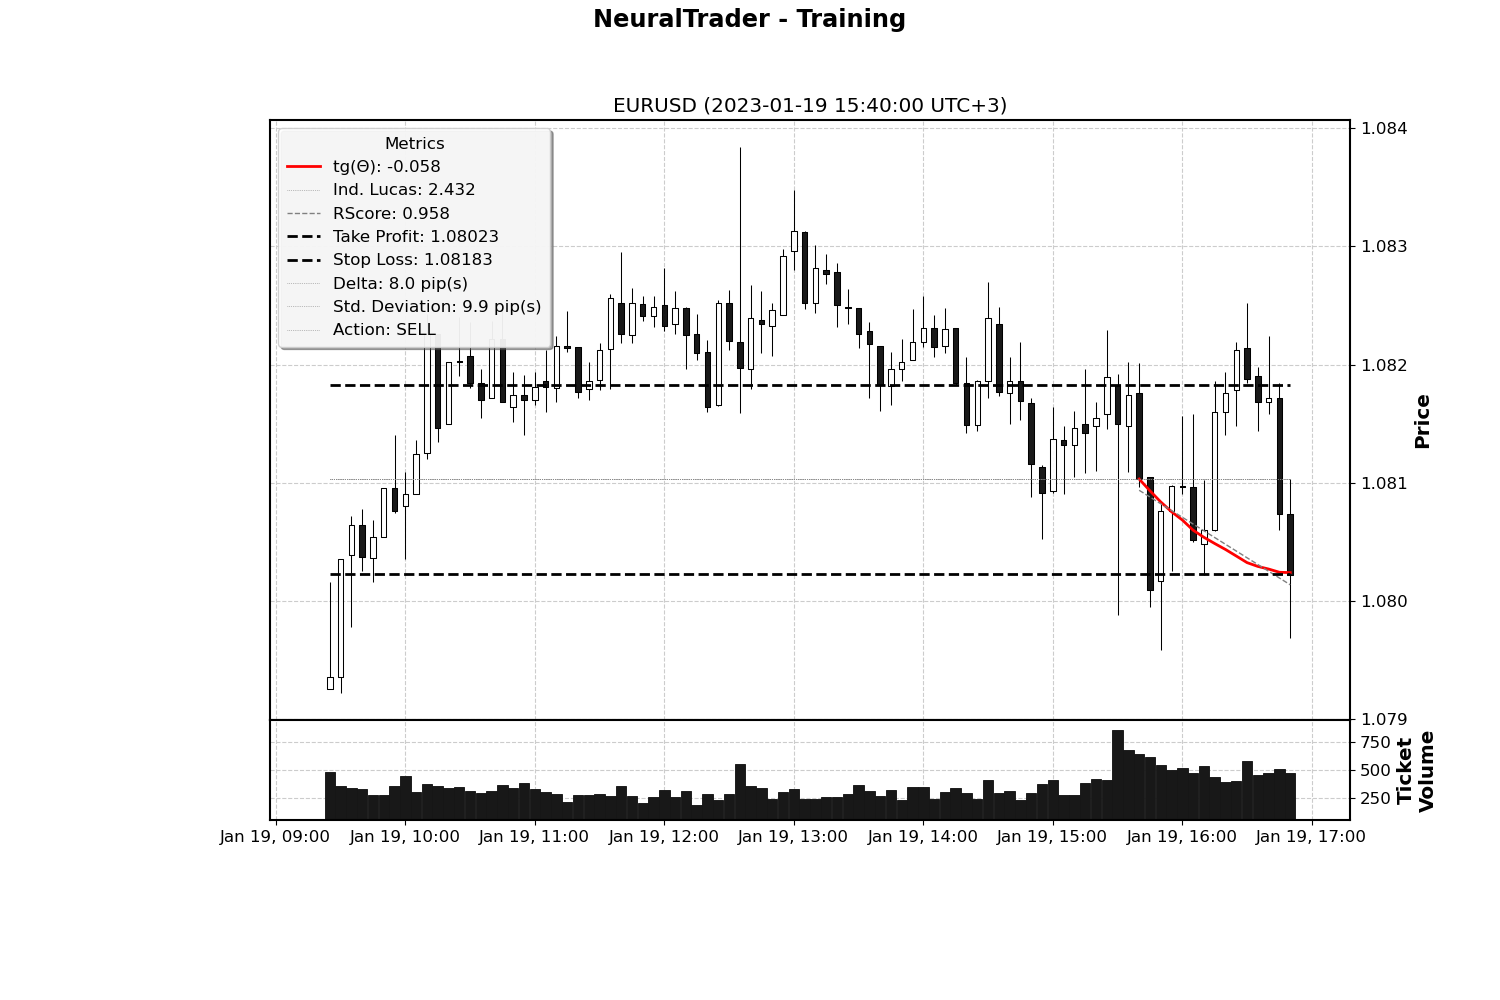 NeuralTrader - Training
EURUSD (2023-01-19 15:40:00 UTC+3)
Metrics
tg(Θ): -0.058
Ind. Lucas: 2.432
RScore: 0.958
Take Profit: 1.08023
Stop Loss: 1.08183
Delta: 8.0 pip(s)
Std. Deviation: 9.9 pip(s)
Action: SELL
1.084
1.083
1.082
1.081
1.080
1.079
Price
750
500
250
Ticket
Volume
Jan 19, 09:00
Jan 19, 10:00
Jan 19, 11:00
Jan 19, 12:00
Jan 19, 13:00
Jan 19, 14:00
Jan 19, 15:00
Jan 19, 16:00
Jan 19, 17:00